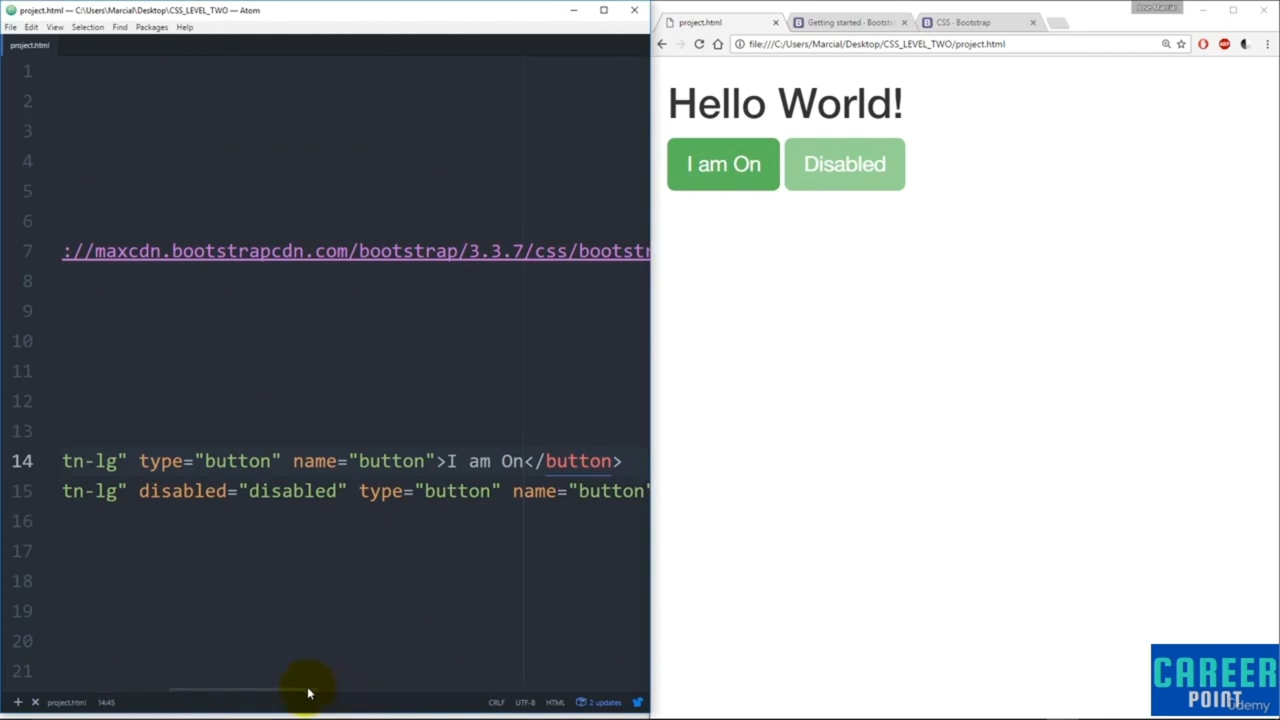 project.html — C:\Users\Marcial\Desktop\CSS_LEVEL_TWO — Atom
File Edit View Selection Find Packages Help
project.html
1
2
3
4
5
6
7 ://maxcdn.bootstrapcdn.com/bootstrap/3.3.7/css/bootstr
8
9
10
11
12
13
14 tn-lg" type="button" name="button">I am On</button>
15 tn-lg" disabled="disabled" type="button" name="button"
16
17
18
19
20
21
project.html 14:45 CRLF UTF-8 HTML 2 updates
Jose Marcial
project.html Getting started · Bootstr CSS · Bootstrap
file:///C:/Users/Marcial/Desktop/CSS_LEVEL_TWO/project.html
Hello World!
I am On Disabled
CAREER
POINT
Udemy